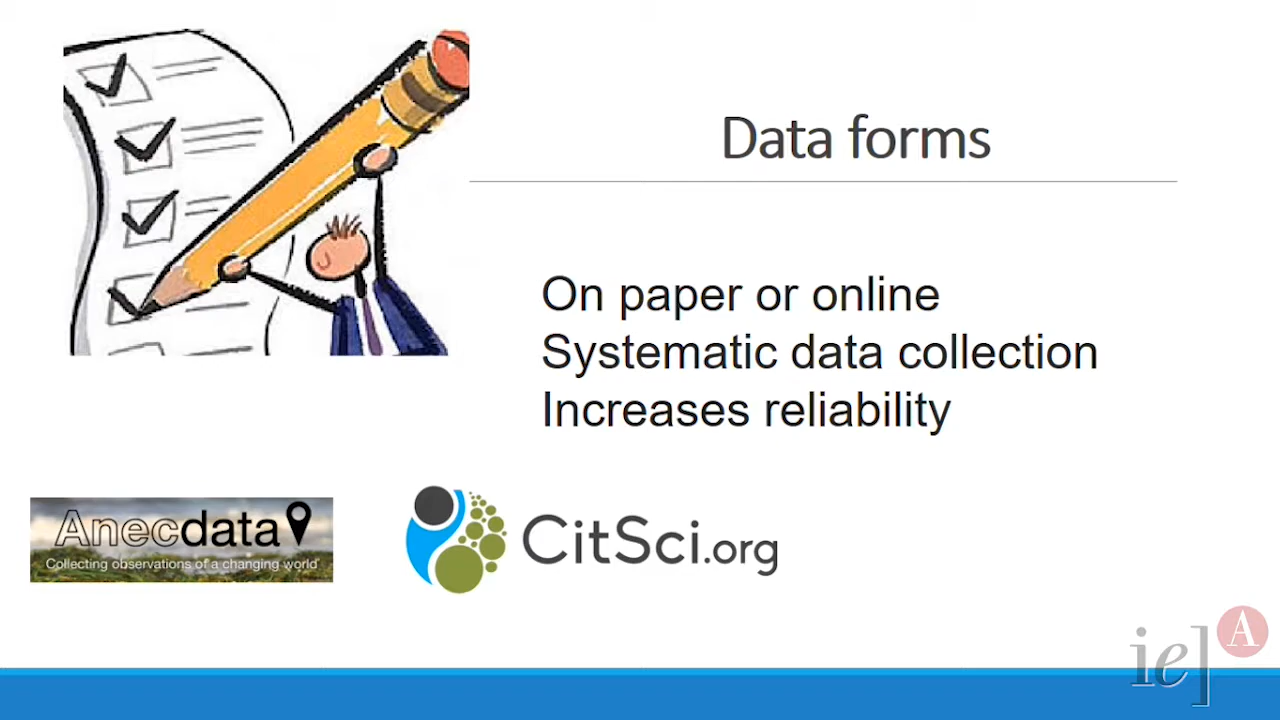 Data forms
On paper or online
Systematic data collection
Increases reliability
Anecdata
Collecting observations of a changing world
CitSci.org
ie] A